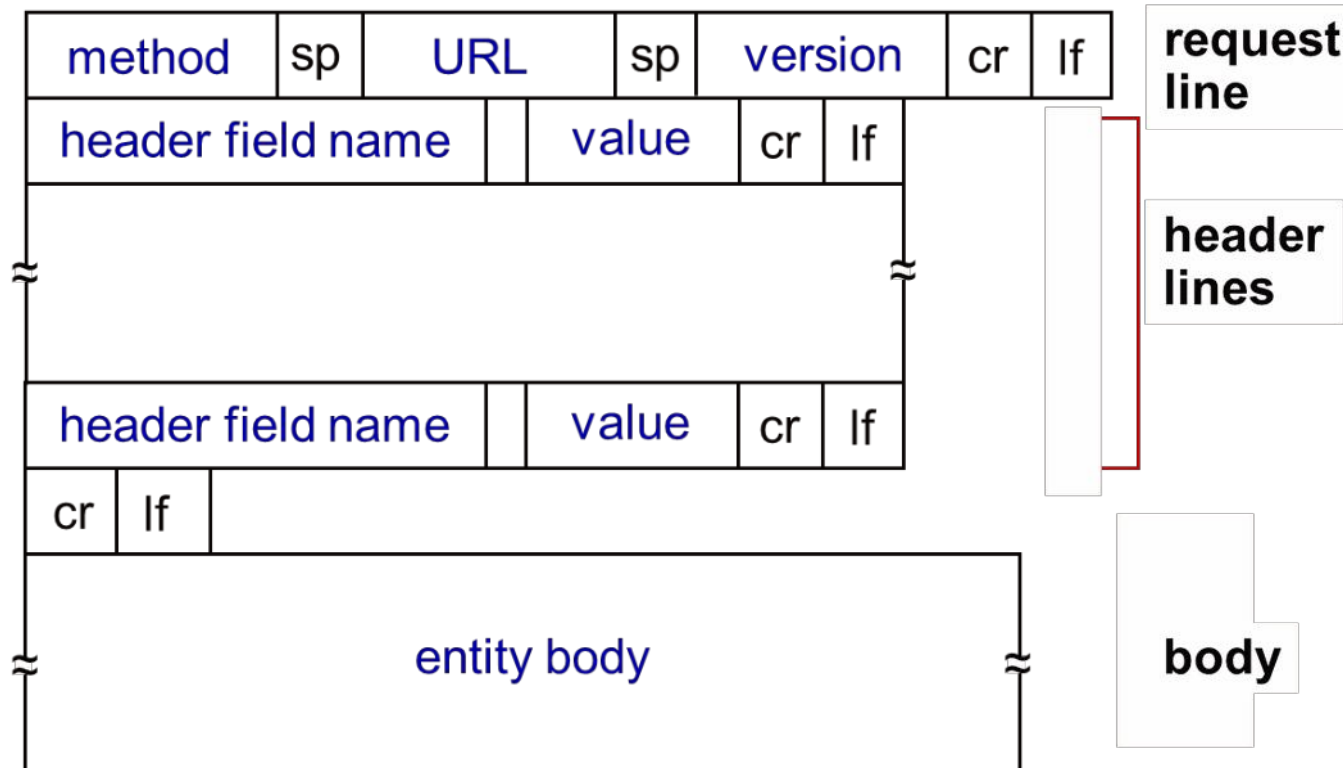 method sp URL sp version cr lf
request
line
header field name value cr lf
header
lines
header field name value cr lf
cr lf
entity body
body